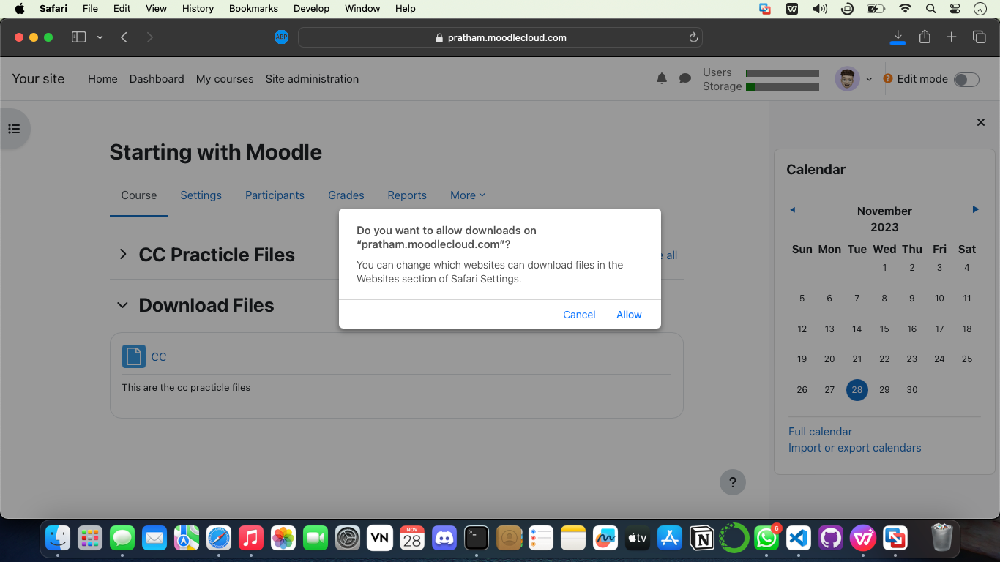 Safari File Edit View History Bookmarks Develop Window Help
W
ABP
pratham.moodlecloud.com
Your site Home Dashboard My courses Site administration
Users
Storage
? Edit mode
Starting with Moodle
Course Settings Participants Grades Reports More
CC Practicle Files
e all
Download Files
CC
This are the cc practicle files
Do you want to allow downloads on
“pratham.moodlecloud.com”?
You can change which websites can download files in the
Websites section of Safari Settings.
Cancel Allow
Calendar
November
2023
Sun Mon Tue Wed Thu Fri Sat
1 2 3 4
5 6 7 8 9 10 11
12 13 14 15 16 17 18
19 20 21 22 23 24 25
26 27 28 29 30
Full calendar
Import or export calendars
?
VN
NOV
28
>_
tv
N
6
W